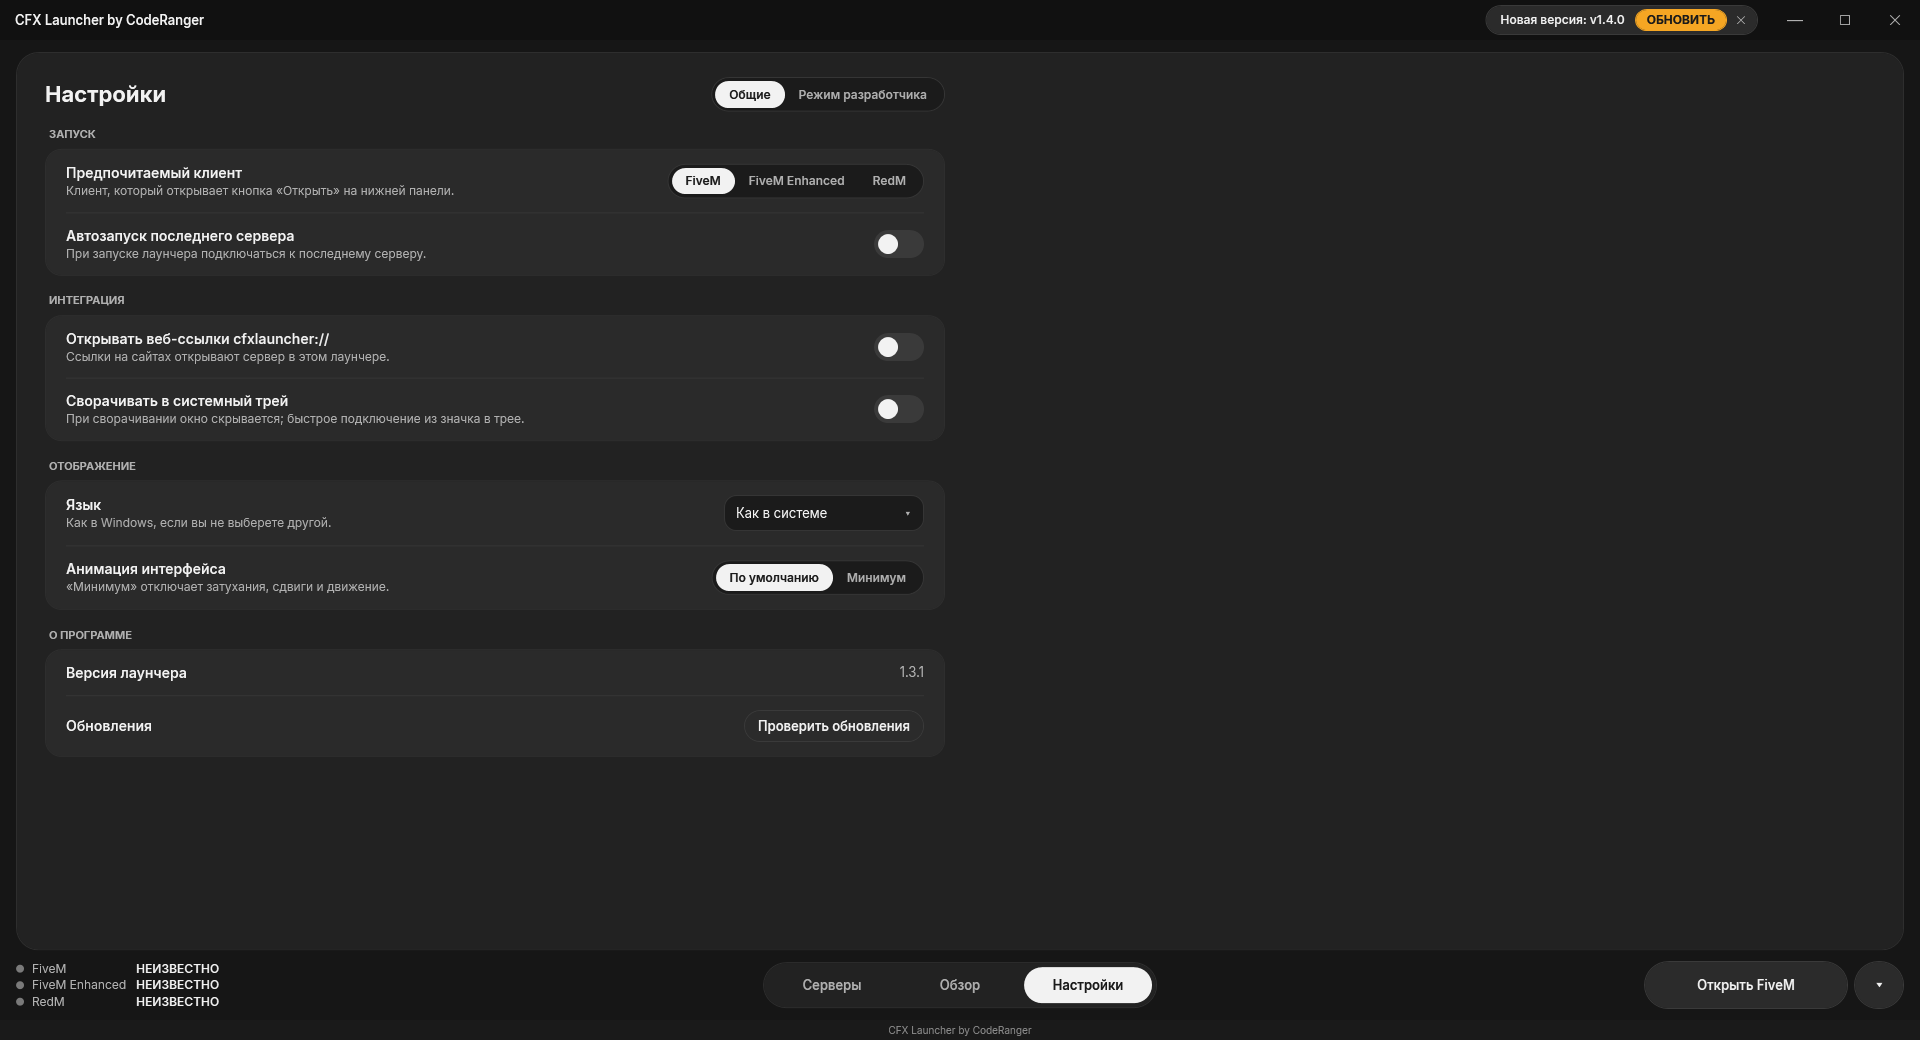 CFX Launcher by CodeRanger
Новая версия: v1.4.0 ОБНОВИТЬ
Настройки
Общие Режим разработчика
ЗАПУСК
Предпочитаемый клиент
Клиент, который открывает кнопка «Открыть» на нижней панели.
FiveM FiveM Enhanced RedM
Автозапуск последнего сервера
При запуске лаунчера подключаться к последнему серверу.
ИНТЕГРАЦИЯ
Открывать веб-ссылки cfxlauncher://
Ссылки на сайтах открывают сервер в этом лаунчере.
Сворачивать в системный трей
При сворачивании окно скрывается; быстрое подключение из значка в трее.
ОТОБРАЖЕНИЕ
Язык
Как в Windows, если вы не выберете другой.
Как в системе
Анимация интерфейса
«Минимум» отключает затухания, сдвиги и движение.
По умолчанию Минимум
О ПРОГРАММЕ
Версия лаунчера 1.3.1
Обновления Проверить обновления
FiveM НЕИЗВЕСТНО
FiveM Enhanced НЕИЗВЕСТНО
RedM НЕИЗВЕСТНО
Серверы Обзор Настройки
Открыть FiveM
CFX Launcher by CodeRanger